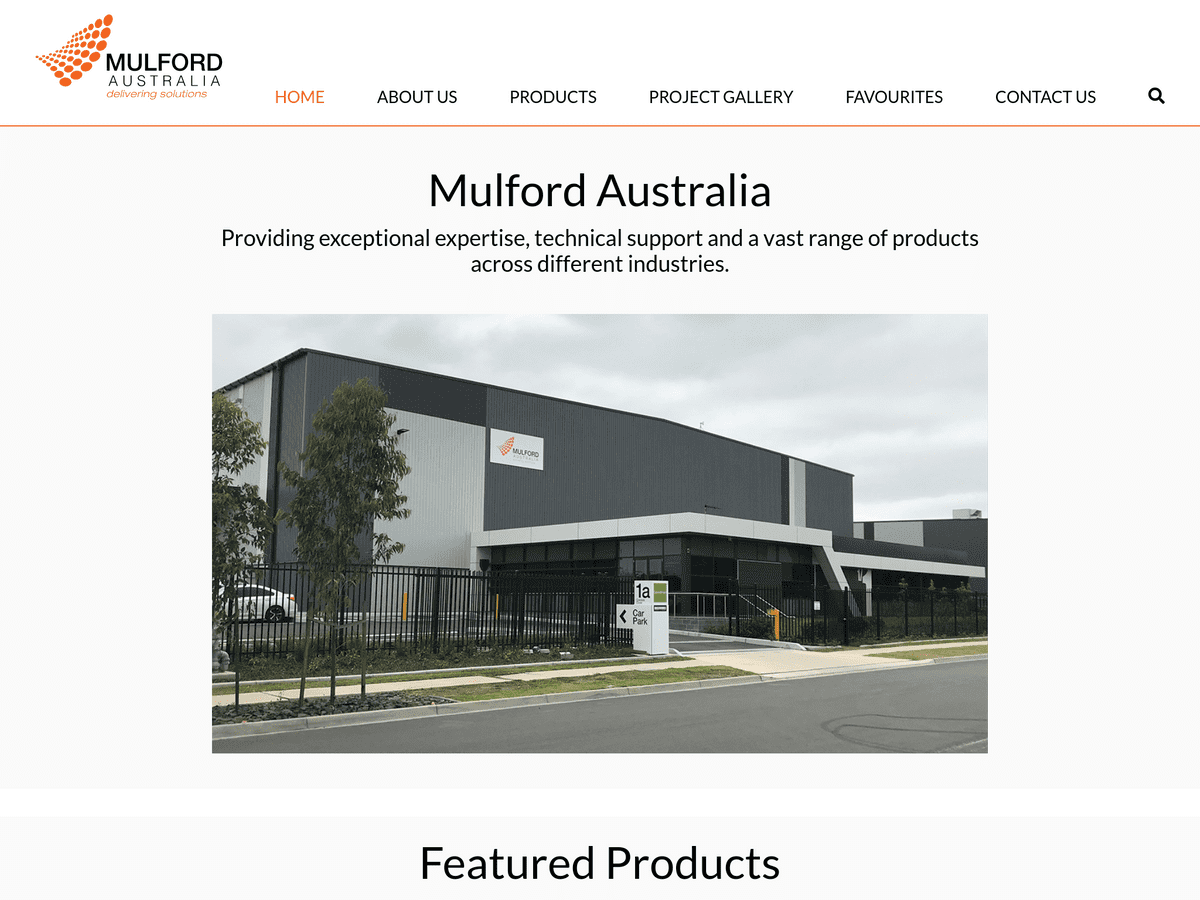 MULFORD
AUSTRALIA
delivering solutions
HOME ABOUT US PRODUCTS PROJECT GALLERY FAVOURITES CONTACT US
Mulford Australia
Providing exceptional expertise, technical support and a vast range of products
across different industries.
MULFORD
AUSTRALIA
1a
Car
Park
Featured Products